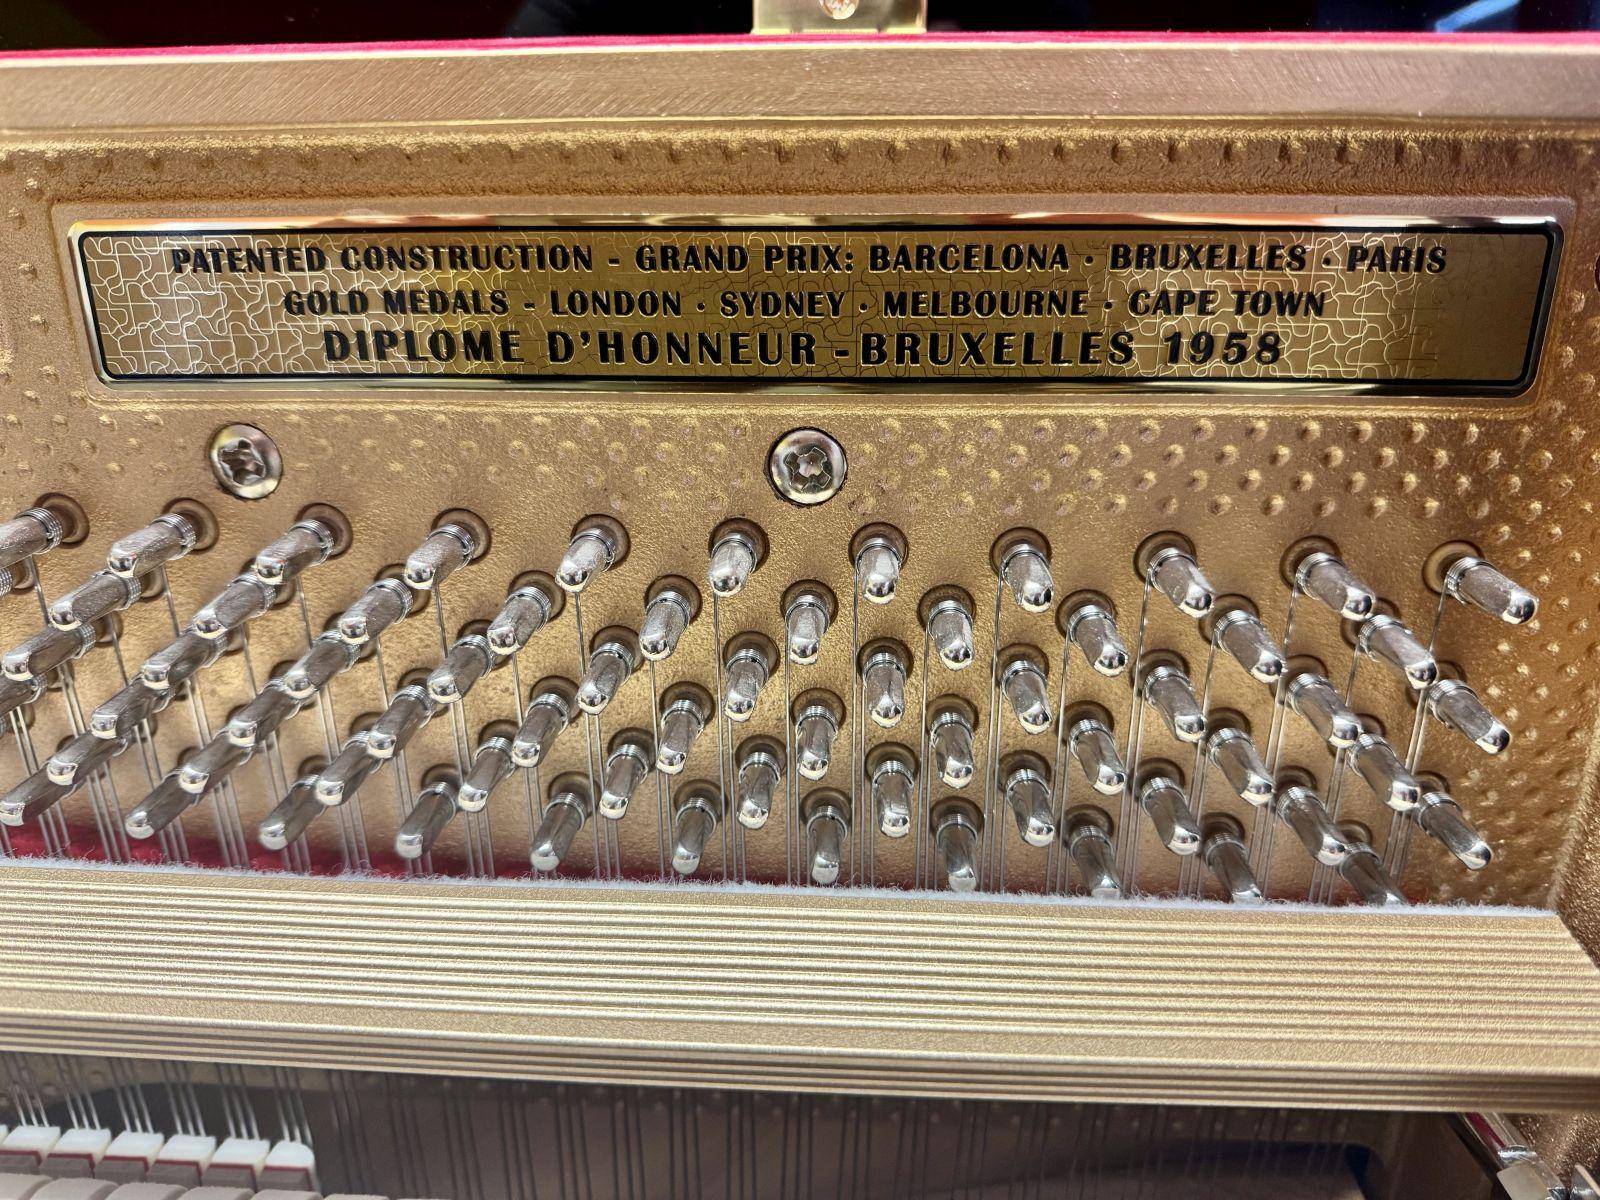 PATENTED CONSTRUCTION - GRAND PRIX: BARCELONA · BRUXELLES · PARIS
GOLD MEDALS - LONDON · SYDNEY · MELBOURNE · CAPE TOWN
DIPLOME D'HONNEUR - BRUXELLES 1958